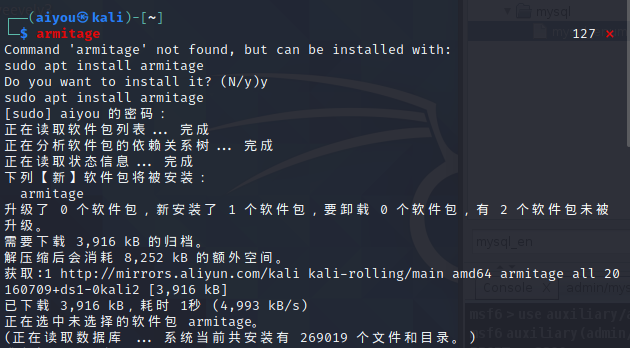 mysql
┌──(aiyou㉿kali)-[~]
└─$ armitage 127 ⨯
Command 'armitage' not found, but can be installed with:
sudo apt install armitage
Do you want to install it? (N/y)y
sudo apt install armitage
[sudo] aiyou 的密码：
正在读取软件包列表... 完成
正在分析软件包的依赖关系树... 完成
正在读取状态信息... 完成
下列【新】软件包将被安装：
armitage
升级了 0 个软件包，新安装了 1 个软件包，要卸载 0 个软件包，有 2 个软件包未被
升级。
需要下载 3,916 kB 的归档。
解压缩后会消耗 8,252 kB 的额外空间。
mysql_en
获取:1 http://mirrors.aliyun.com/kali kali-rolling/main amd64 armitage all 20
160709+ds1-0kali2 [3,916 kB]
Console X
已下载 3,916 kB，耗时 1秒 (4,993 kB/s)
正在选中未选择的软件包 armitage。
msf6 > use auxiliary/
(正在读取数据库 ... 系统当前共安装有 269019 个文件和目录。)
msf6 auxiliary(admin/